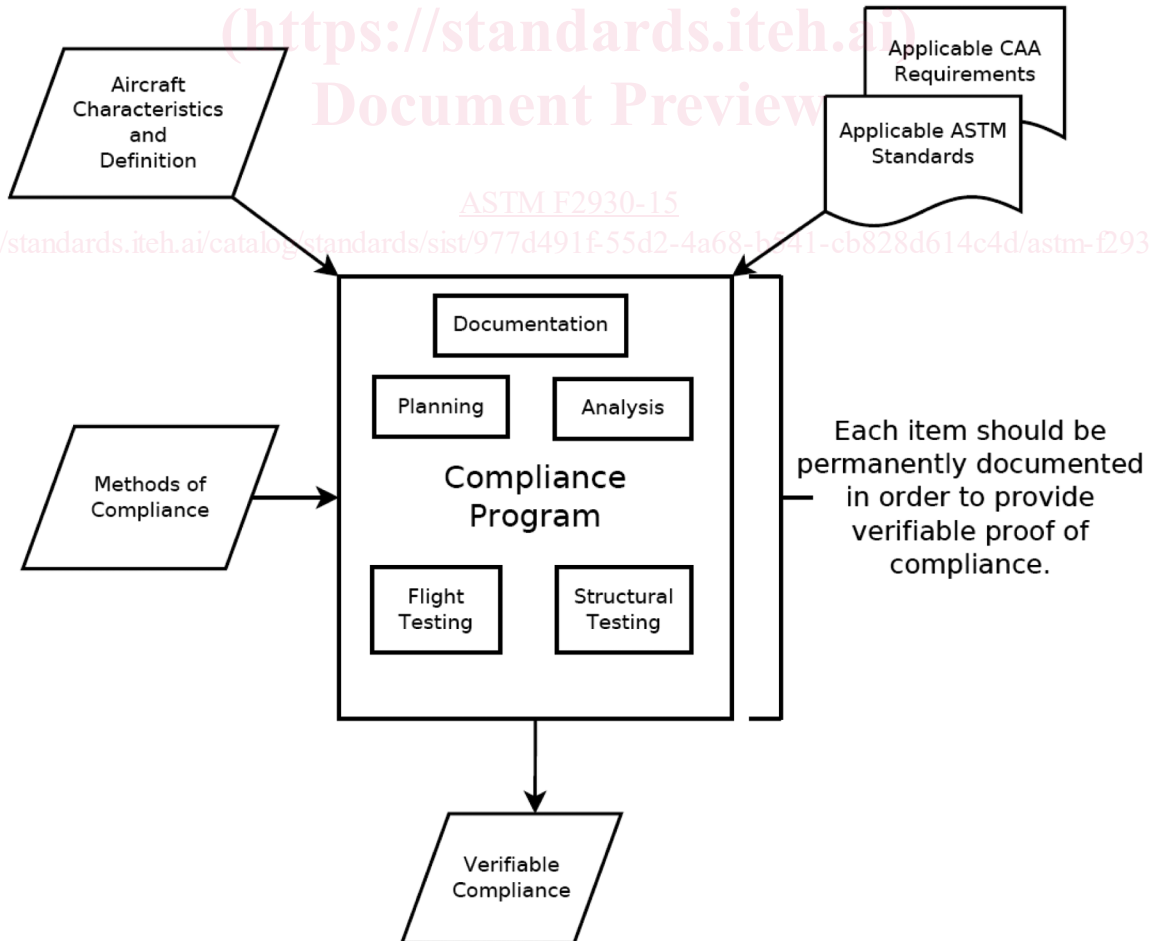 (https://standards.iteh.ai)
Document Preview
ASTM F2930-15
/standards.iteh.ai/catalog/standards/sist/977d491f-55d2-4a68-b541-cb828d614c4d/astm-f293
Aircraft
Characteristics
and
Definition
Applicable CAA
Requirements
Applicable ASTM
Standards
Documentation
Planning
Analysis
Compliance
Program
Methods of
Compliance
Flight
Testing
Structural
Testing
Each item should be
permanently documented
in order to provide
verifiable proof of
compliance.
Verifiable
Compliance